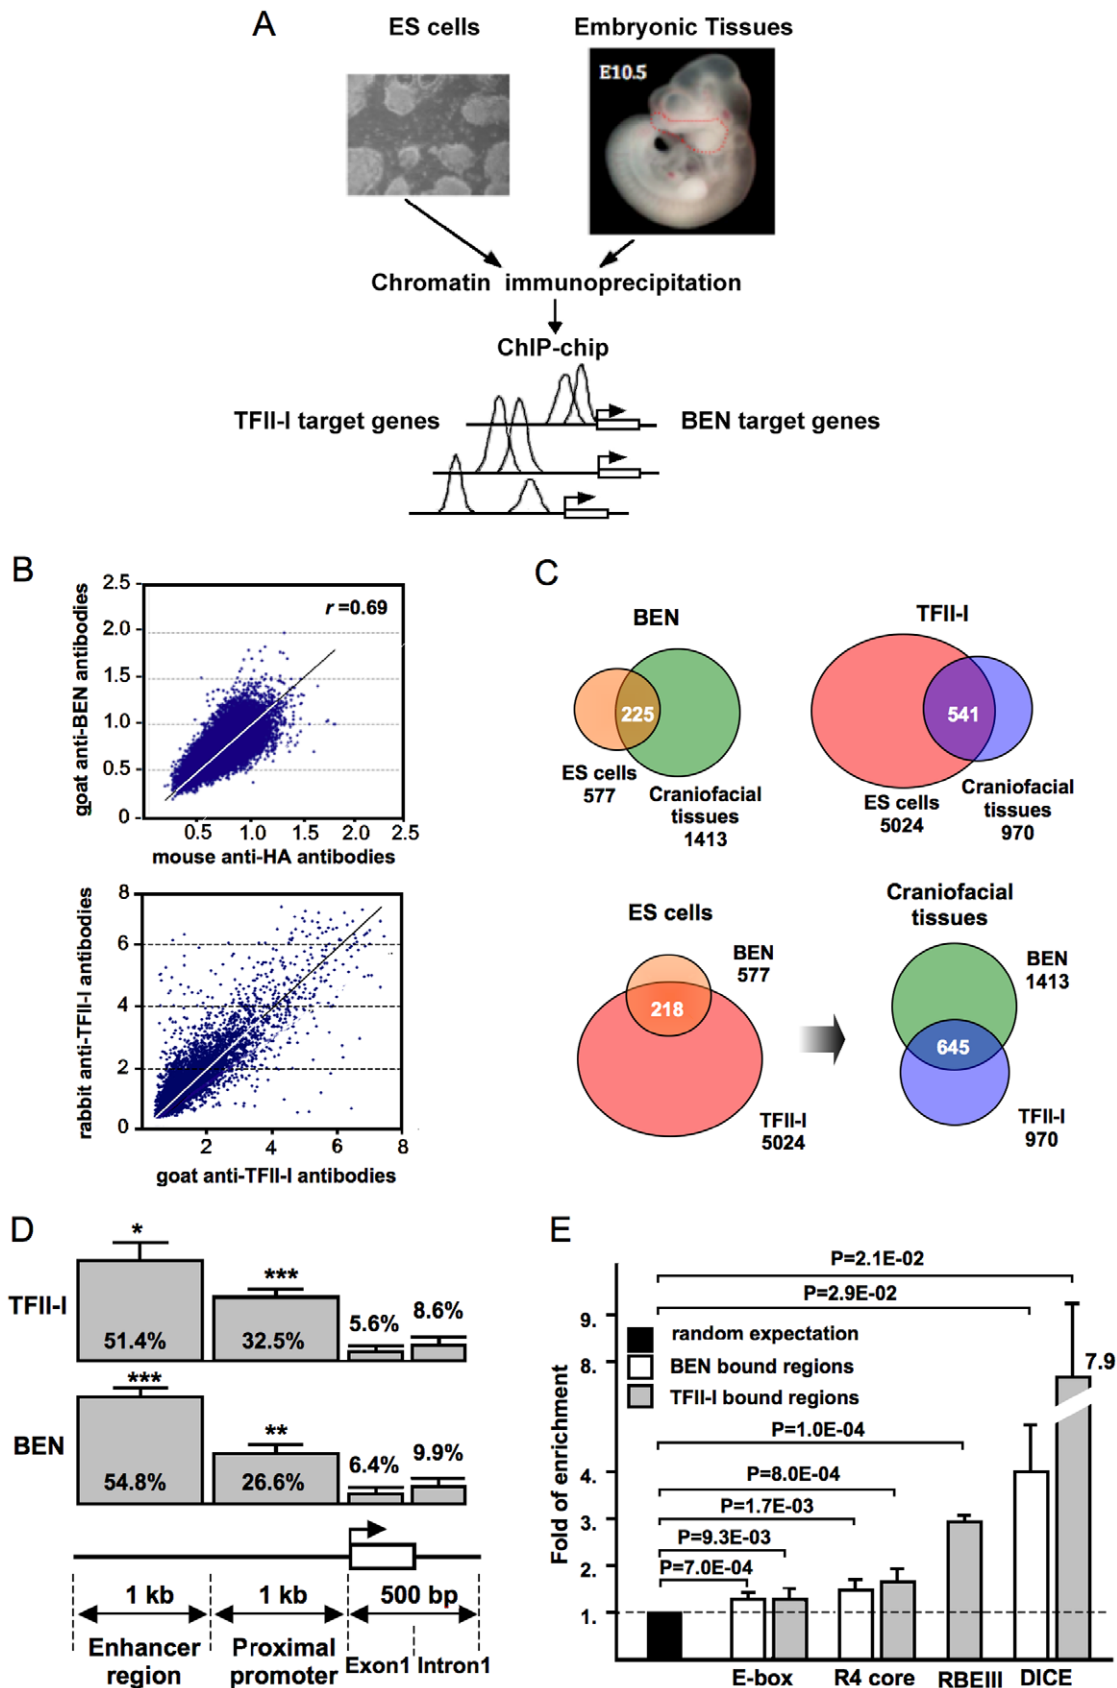 A
ES cells
Embryonic Tissues
E10.5
Chromatin immunoprecipitation
ChIP-chip
TFII-I target genes
BEN target genes
B
2.5
2.0
1.5
1.0
0.5
0
r =0.69
goat anti-BEN antibodies
0.5 1.0 1.5 2.0 2.5
mouse anti-HA antibodies
8
6
4
2
0
rabbit anti-TFII-I antibodies
2 4 6 8
goat anti-TFII-I antibodies
C
BEN
225
ES cells
577
Craniofacial
tissues
1413
TFII-I
541
ES cells
5024
Craniofacial
tissues
970
ES cells
BEN
577
218
TFII-I
5024
Craniofacial
tissues
BEN
1413
645
TFII-I
970
D
TFII-I
*
51.4%
***
32.5%
5.6%
8.6%
BEN
***
54.8%
**
26.6%
6.4%
9.9%
1 kb
1 kb
500 bp
Enhancer
region
Proximal
promoter
Exon1
Intron1
E
Fold of enrichment
9.
8.
4.
3.
2.
1.
P=2.1E-02
P=2.9E-02
random expectation
BEN bound regions
TFII-I bound regions
7.9
P=1.0E-04
P=8.0E-04
P=1.7E-03
P=9.3E-03
P=7.0E-04
E-box
R4 core
RBEIII
DICE